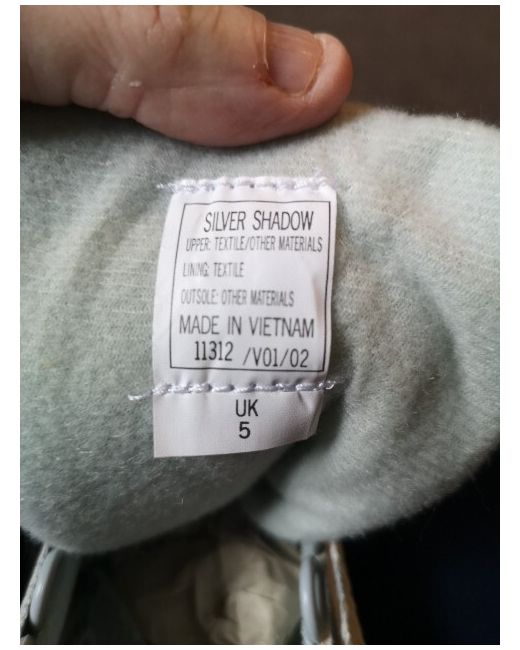 SILVER SHADOW
UPPER: TEXTILE/OTHER MATERIALS
LINING: TEXTILE
OUTSOLE: OTHER MATERIALS
MADE IN VIETNAM
11312 /V01/02
UK
5